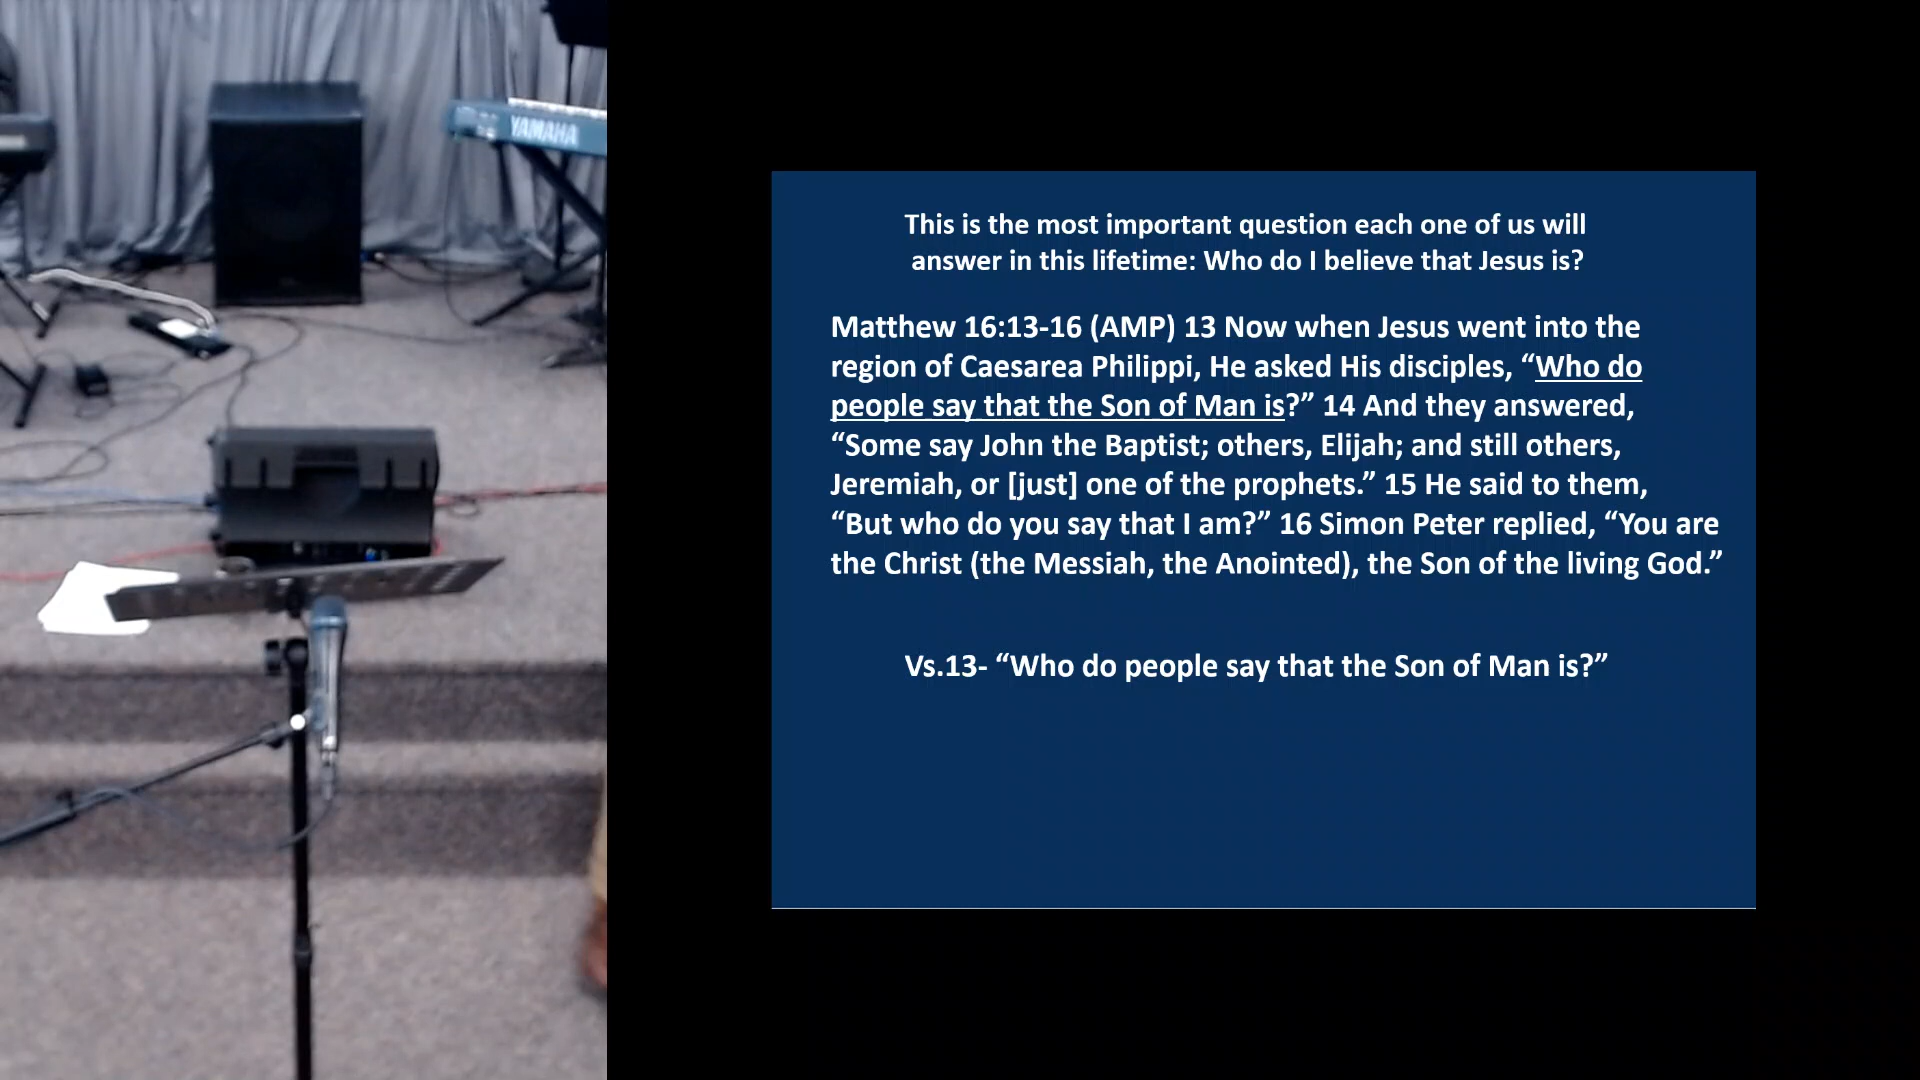 YAMAHA
This is the most important question each one of us will
answer in this lifetime: Who do I believe that Jesus is?
Matthew 16:13-16 (AMP) 13 Now when Jesus went into the
region of Caesarea Philippi, He asked His disciples, “Who do
people say that the Son of Man is?” 14 And they answered,
“Some say John the Baptist; others, Elijah; and still others,
Jeremiah, or [just] one of the prophets.” 15 He said to them,
“But who do you say that I am?” 16 Simon Peter replied, “You are
the Christ (the Messiah, the Anointed), the Son of the living God.”
Vs.13- “Who do people say that the Son of Man is?”